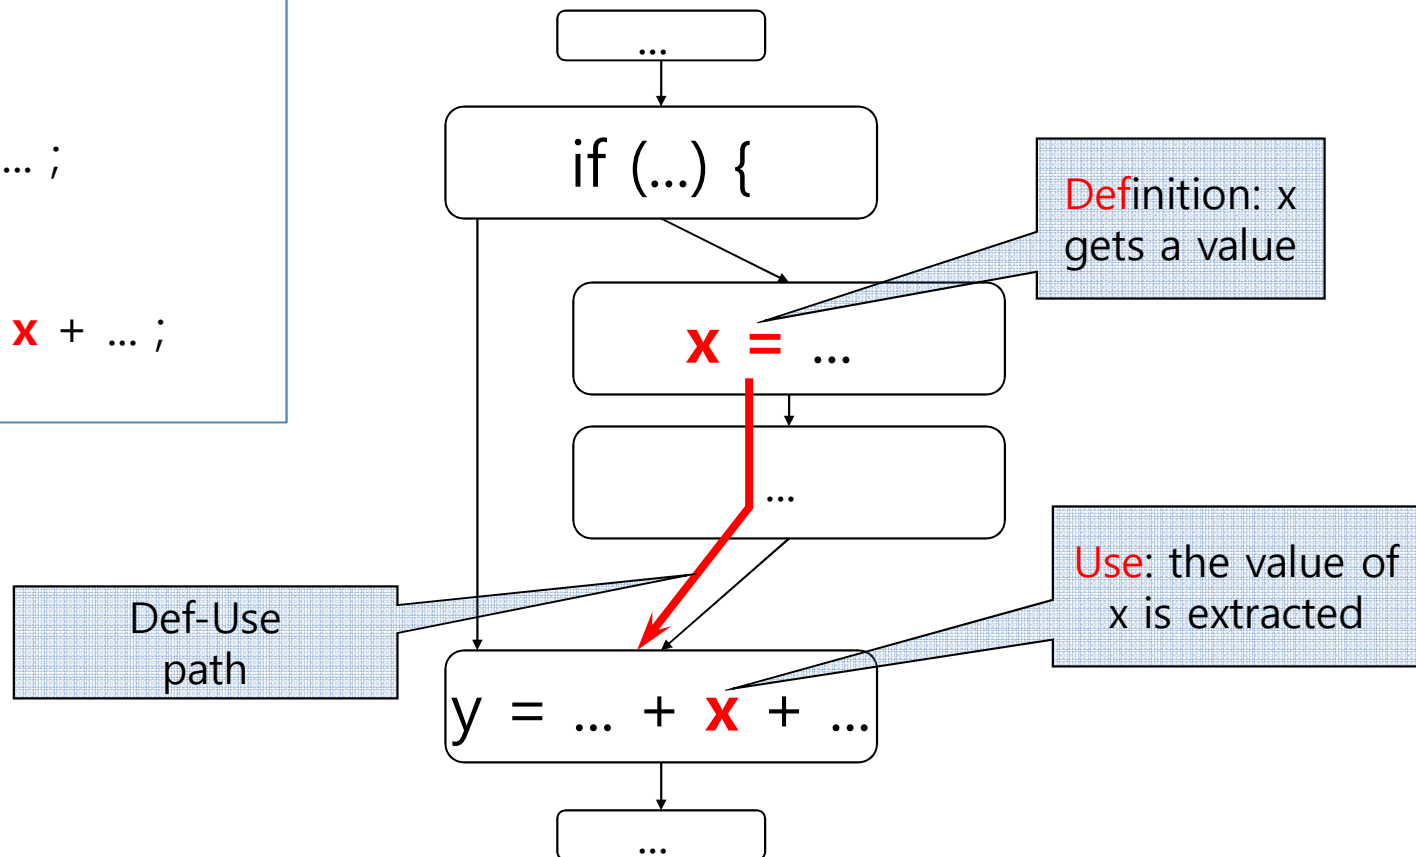 ...
if (...) {
... ;
Definition: x
gets a value
x = ...
x + ... ;
...
Use: the value of
x is extracted
Def-Use
path
y = ... + x + ...
...